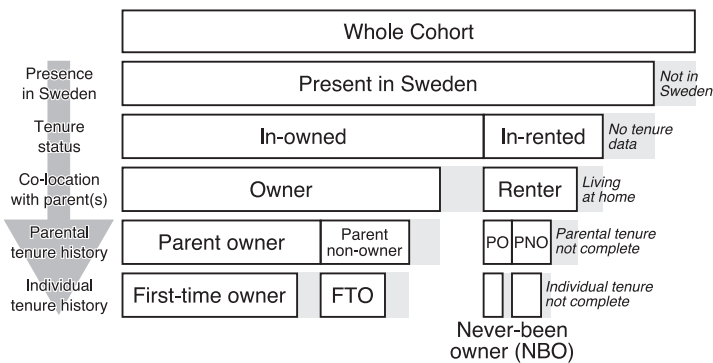 Whole Cohort
Presence
in Sweden
Present in Sweden
Not in
Sweden
Tenure
status
In-owned
In-rented
No tenure
data
Co-location
with parent(s)
Owner
Renter
Living
at home
Parental
tenure history
Parent owner
Parent
non-owner
PO
PNO
Parental tenure
not complete
Individual
tenure history
First-time owner
FTO
Individual tenure
not complete
Never-been
owner (NBO)